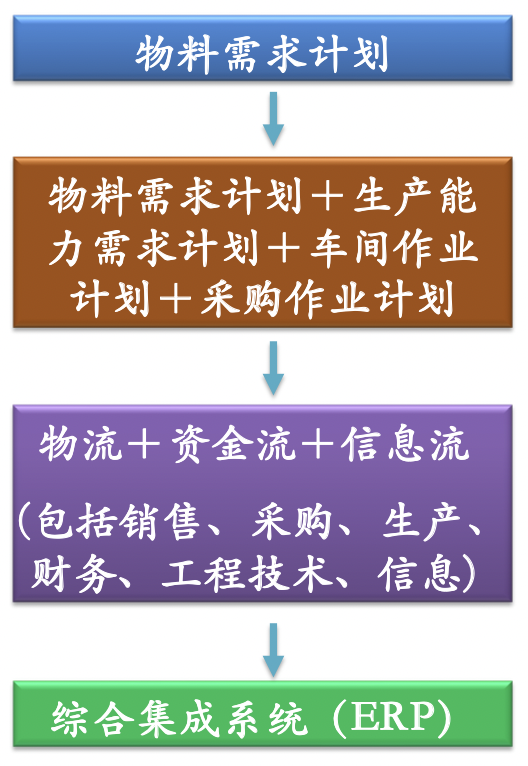 物料需求计划
物料需求计划＋生产能
力需求计划＋车间作业
计划＋采购作业计划
物流＋资金流＋信息流
(包括销售、采购、生产、
财务、工程技术、信息)
综合集成系统（ERP）